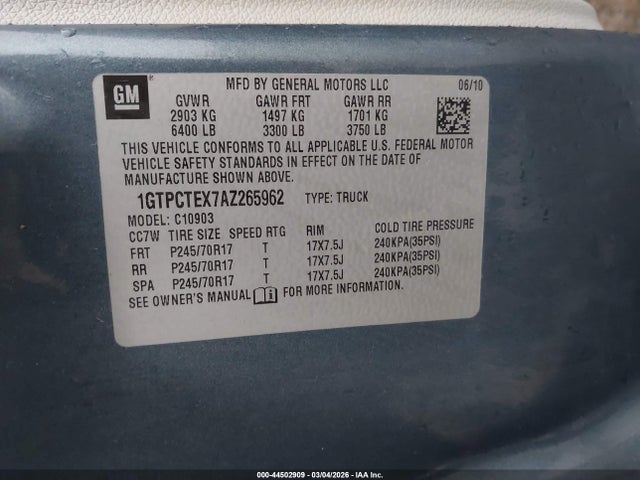 GM
MFD BY GENERAL MOTORS LLC 06/10
GVWR GAWR FRT GAWR RR
2903 KG 1497 KG 1701 KG
6400 LB 3300 LB 3750 LB
THIS VEHICLE CONFORMS TO ALL APPLICABLE U.S. FEDERAL MOTOR
VEHICLE SAFETY STANDARDS IN EFFECT ON THE DATE OF
MANUFACTURE SHOWN ABOVE.
1GTPCTEX7AZ265962 TYPE: TRUCK
MODEL: C10903
CC7W TIRE SIZE SPEED RTG RIM COLD TIRE PRESSURE
FRT P245/70R17 T 17X7.5J 240KPA(35PSI)
RR P245/70R17 T 17X7.5J 240KPA(35PSI)
SPA P245/70R17 T 17X7.5J 240KPA(35PSI)
SEE OWNER'S MANUAL FOR MORE INFORMATION.
000-44502909 - 03/04/2026 - Copyright IAA, Inc.